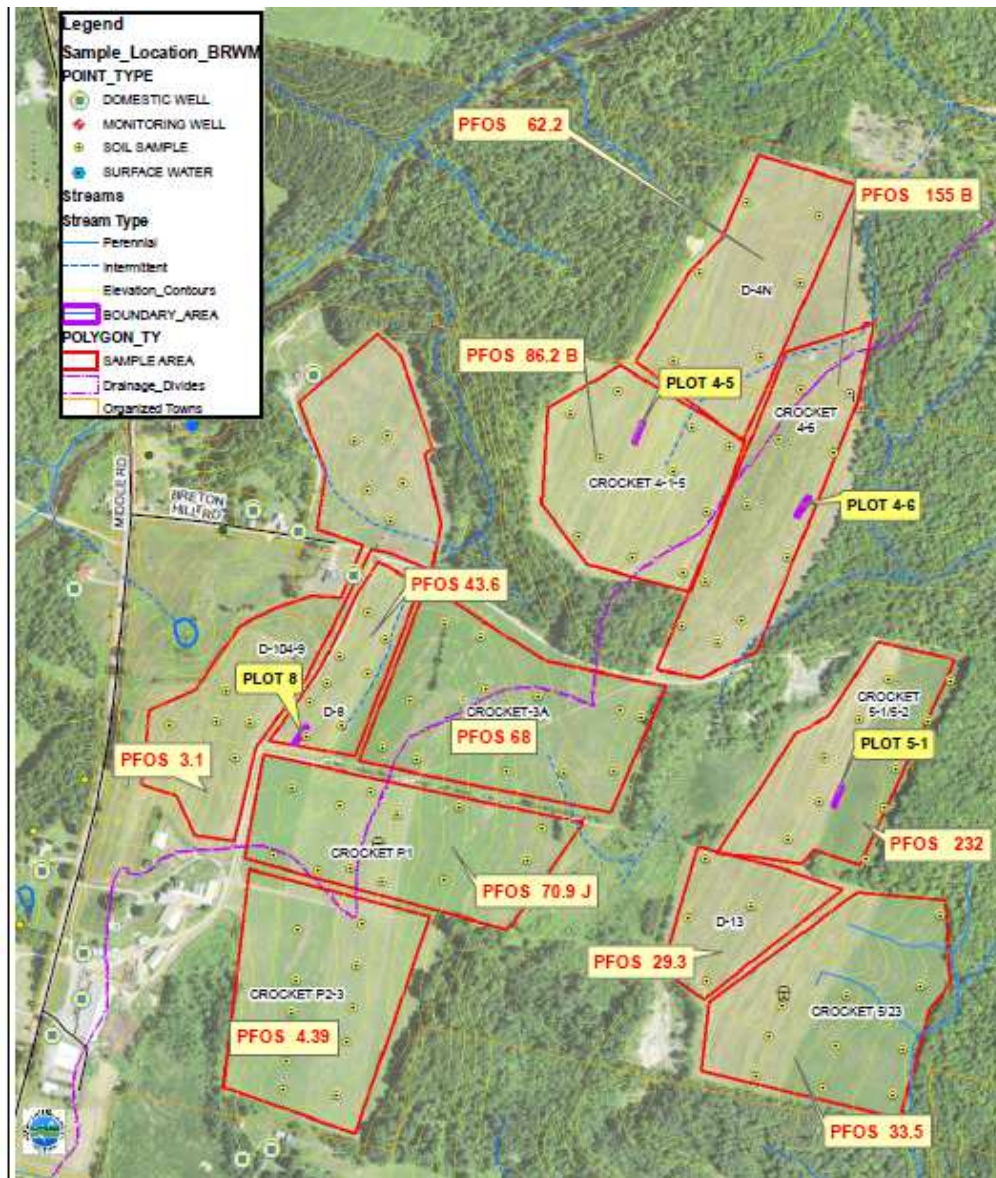 Legend
Sample_Location_BRWM
POINT_TYPE
DOMESTIC WELL
MONITORING WELL
SOIL SAMPLE
SURFACE WATER
Streams
Stream Type
Perennial
Intermittent
Elevation_Contours
BOUNDARY_AREA
POLYGON_TY
SAMPLE AREA
Drainage_Divides
Organized Towns
PFOS 62.2
PFOS 155 B
D-4N
PFOS 86.2 B
PLOT 4-5
CROCKET
4-6
CROCKET 4-1-5
PLOT 4-6
MIDDLE RD
BRETON
HILL RD
PFOS 43.6
D-104-9
PLOT 8
D-8
CROCKET-3A
PFOS 68
CROCKET
5-1/5-2
PLOT 5-1
PFOS 3.1
PFOS 232
CROCKET P1
PFOS 70.9 J
D-13
PFOS 29.3
CROCKET P2-3
CROCKET 5/23
PFOS 4.39
PFOS 33.5